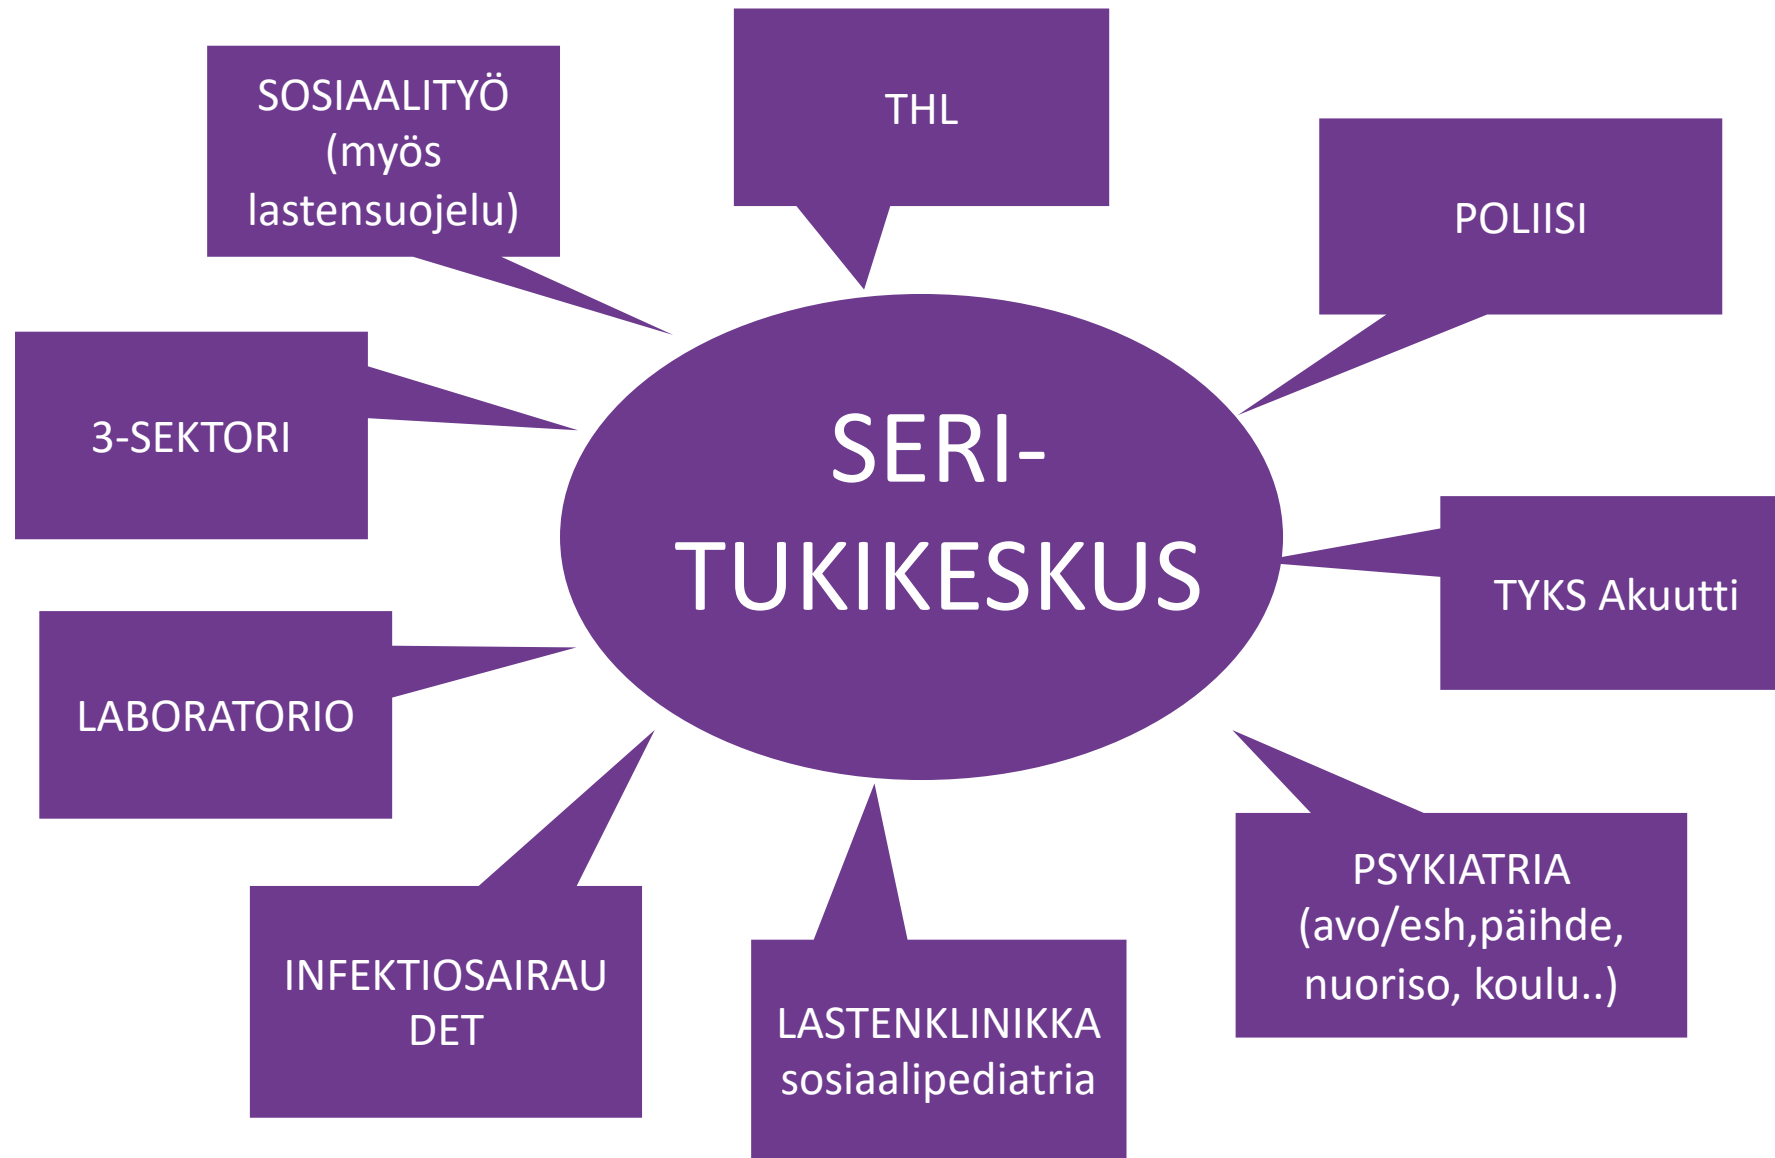 SOSIAALITYÖ
(myös
lastensuojelu)
THL
POLIISI
3-SEKTORI
SERI-
TUKIKESKUS
TYKS Akuutti
LABORATORIO
PSYKIATRIA
(avo/esh,päihde,
nuoriso, koulu..)
INFEKTIOSAIRAU
DET
LASTENKLINIKKA
sosiaalipediatria